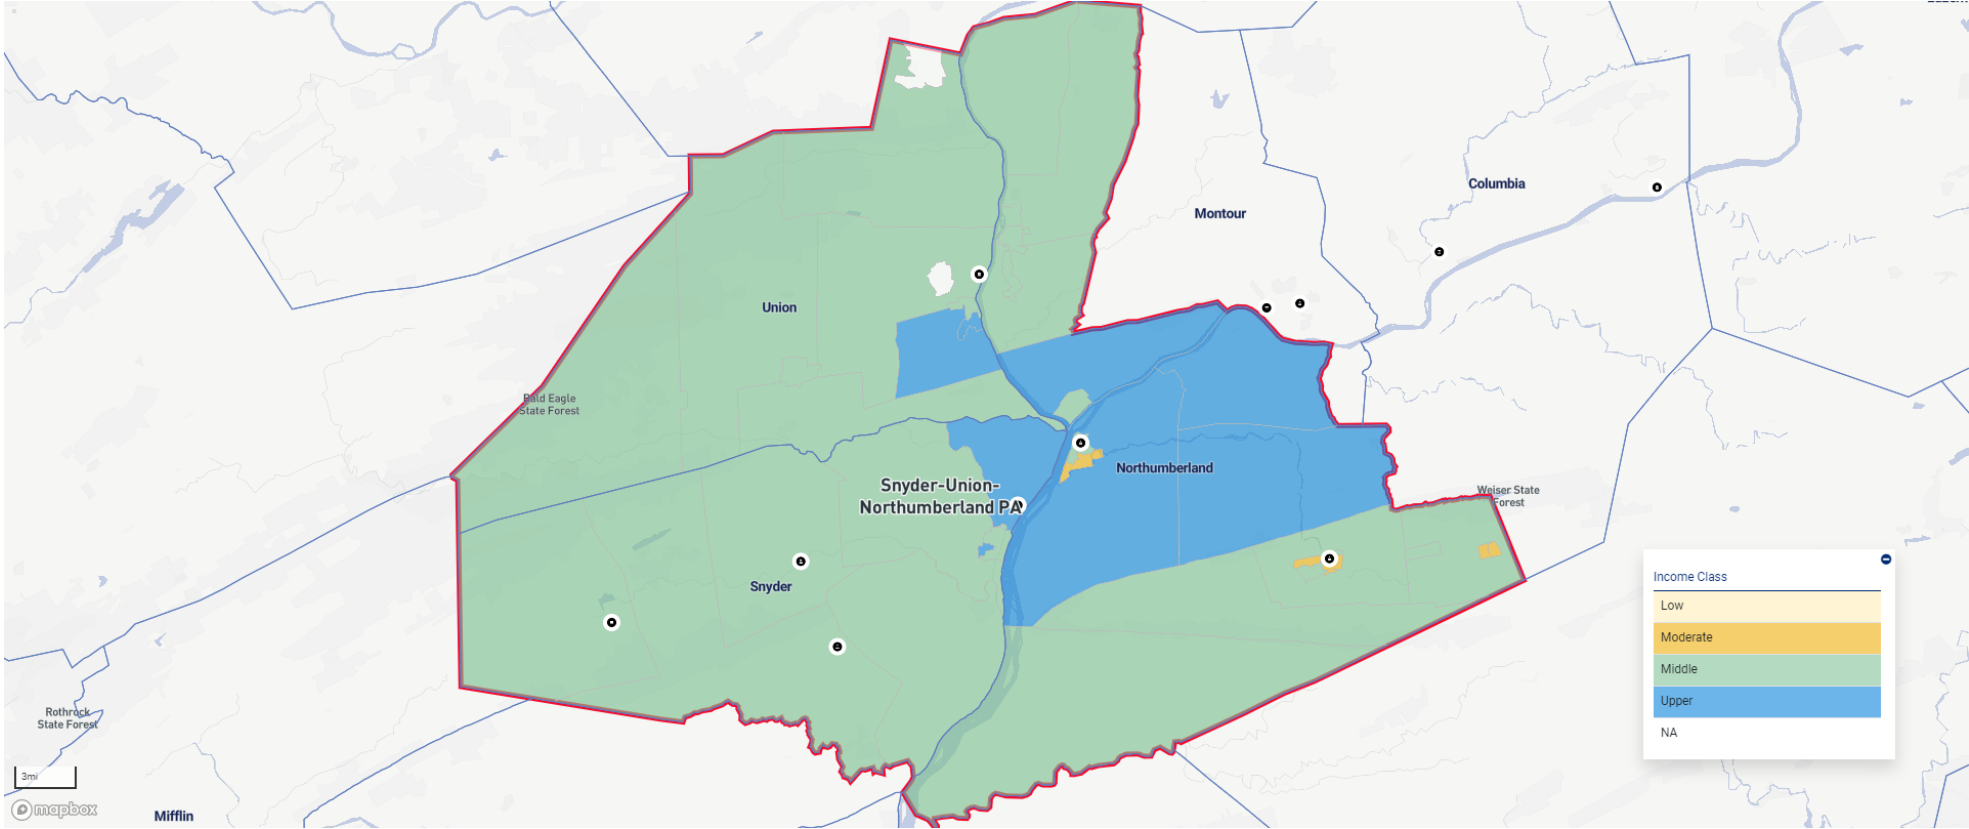 Columbia
Montour
Union
Bald Eagle
State Forest
Northumberland
Snyder-Union-
Northumberland PA
Weiser State
Forest
Snyder
Income Class
Low
Moderate
Middle
Upper
NA
Rothrock
State Forest
3mi
mapbox
Mifflin